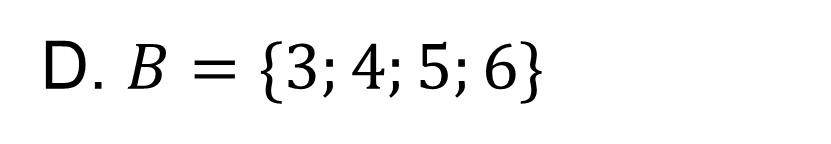 D. B = {3; 4; 5; 6}